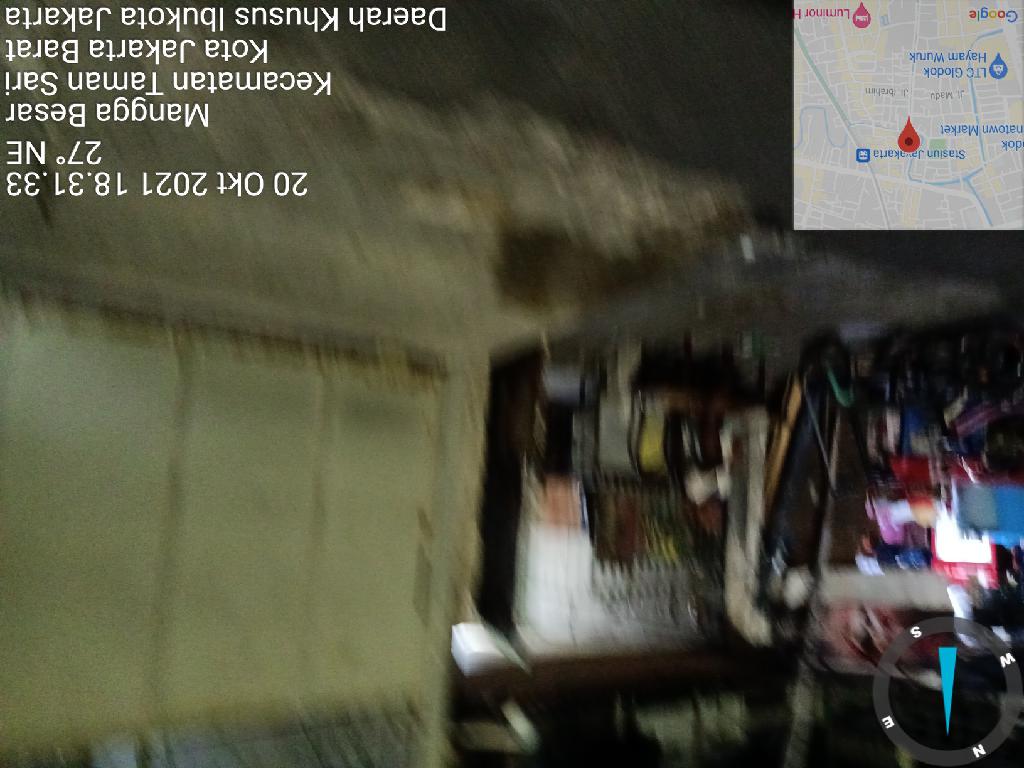 N
E
W
S
20 Okt 2021 18.31.33
27° NE
Mangga Besar
Kecamatan Taman Sari
Kota Jakarta Barat
Daerah Khusus Ibukota Jakarta
Stasiun Jayakarta
dok
natown Market
Jl. Madu
Jl. Ibrahim
LTC Glodok
Hayam Wuruk
Google
Luminor H